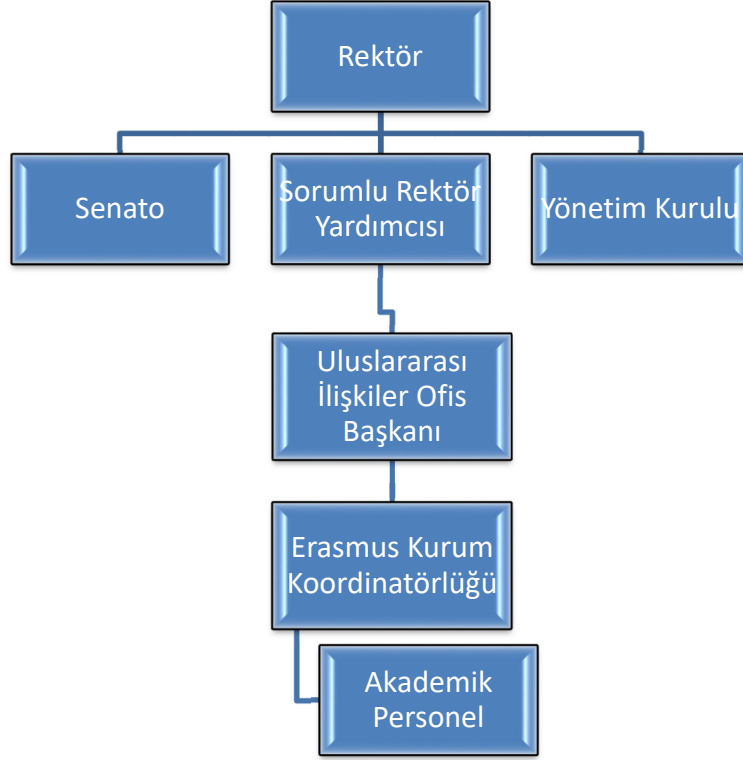 Rektör
Senato
Sorumlu Rektör
Yardımcısı
Yönetim Kurulu
Uluslararası
İlişkiler Ofis
Başkanı
Erasmus Kurum
Koordinatörlüğü
Akademik
Personel